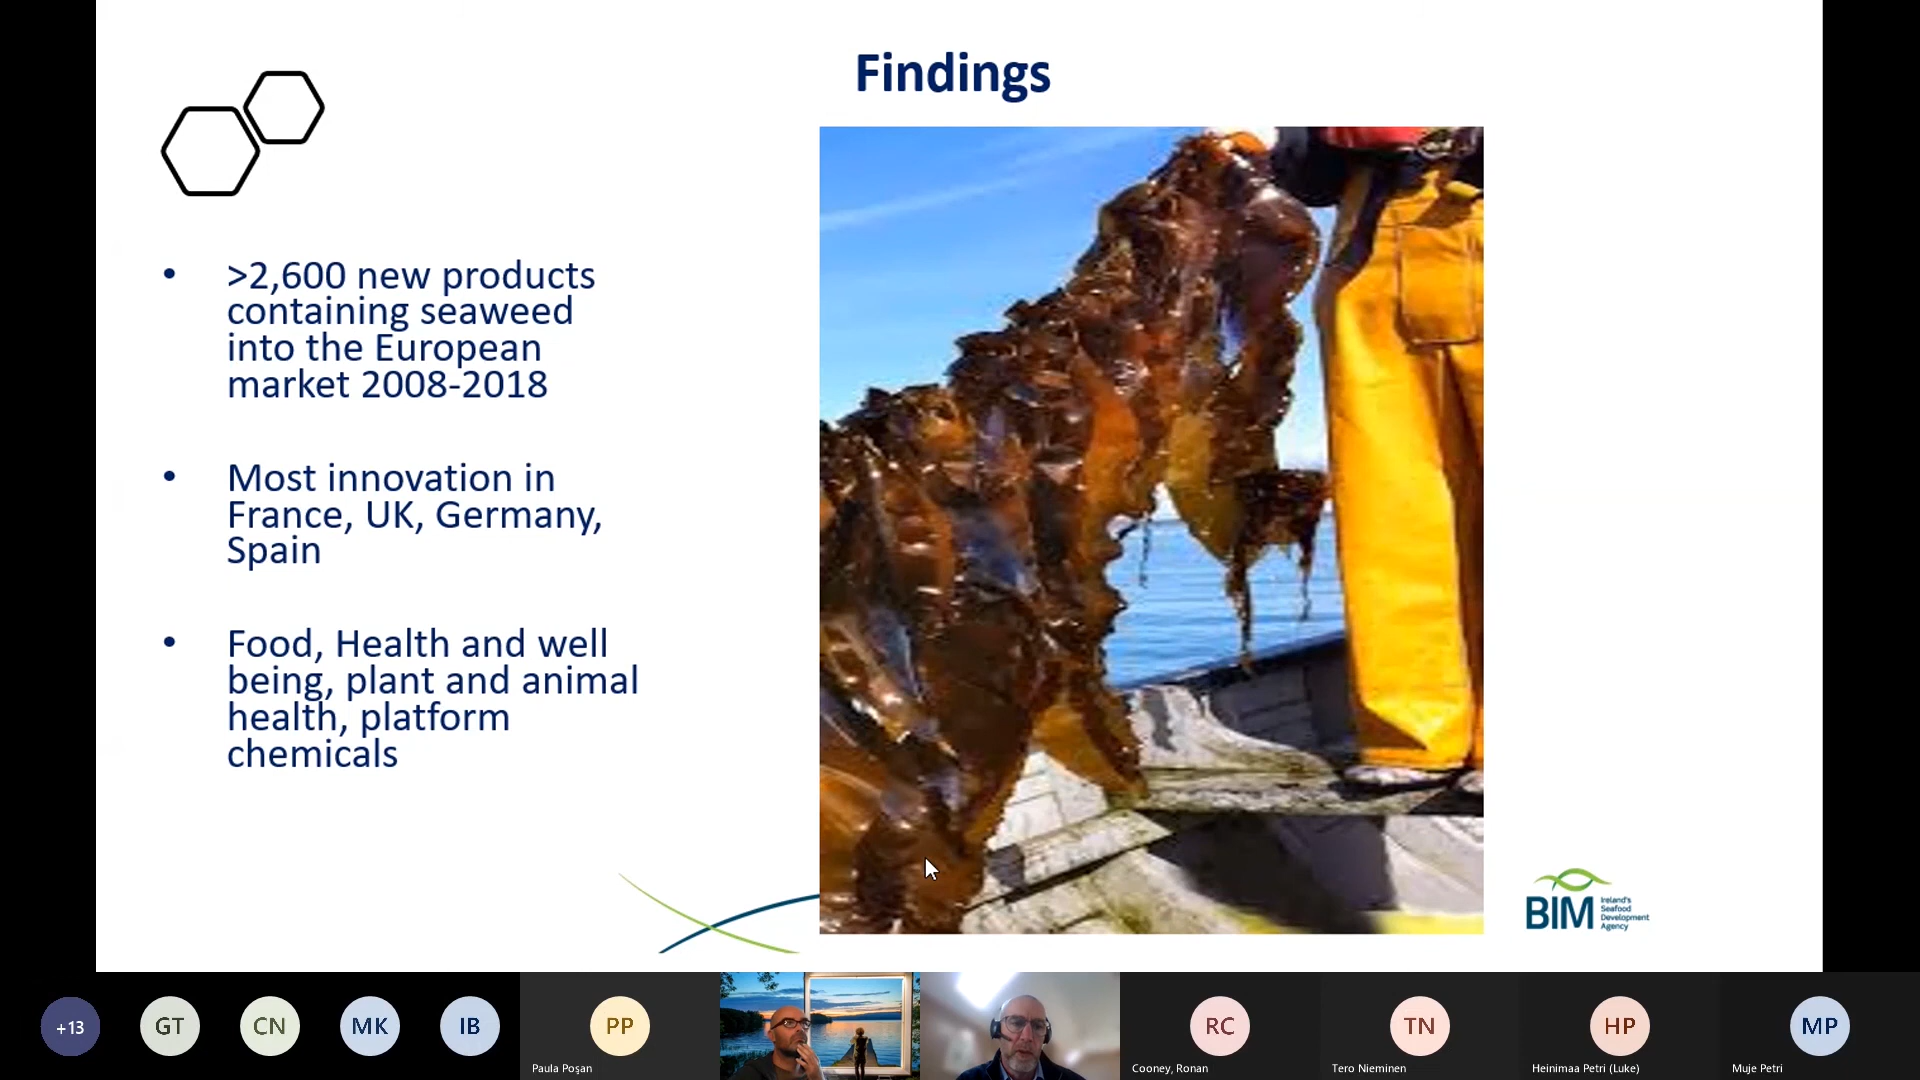 Findings
• >2,600 new products
containing seaweed
into the European
market 2008-2018
• Most innovation in
France, UK, Germany,
Spain
• Food, Health and well
being, plant and animal
health, platform
chemicals
BIM
Ireland's
Seafood
Development
Agency
+13
GT
CN
MK
IB
PP
RC
TN
HP
MP
Paula Poşan
Cooney, Ronan
Tero Nieminen
Heinimaa Petri (Luke)
Muje Petri